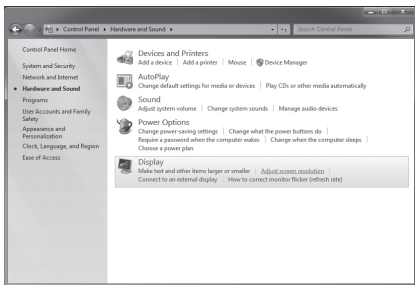 Control Panel ▸ Hardware and Sound ▸
Search Control Panel
Control Panel Home
System and Security
Network and Internet
Hardware and Sound
Programs
User Accounts and Family
Safety
Appearance and
Personalization
Clock, Language, and Region
Ease of Access
Devices and Printers
Add a device | Add a printer | Mouse | Device Manager
AutoPlay
Change default settings for media or devices | Play CDs or other media automatically
Sound
Adjust system volume | Change system sounds | Manage audio devices
Power Options
Change power-saving settings | Change what the power buttons do |
Require a password when the computer wakes | Change when the computer sleeps |
Choose a power plan
Display
Make text and other items larger or smaller | Adjust screen resolution |
Connect to an external display | How to correct monitor flicker (refresh rate)